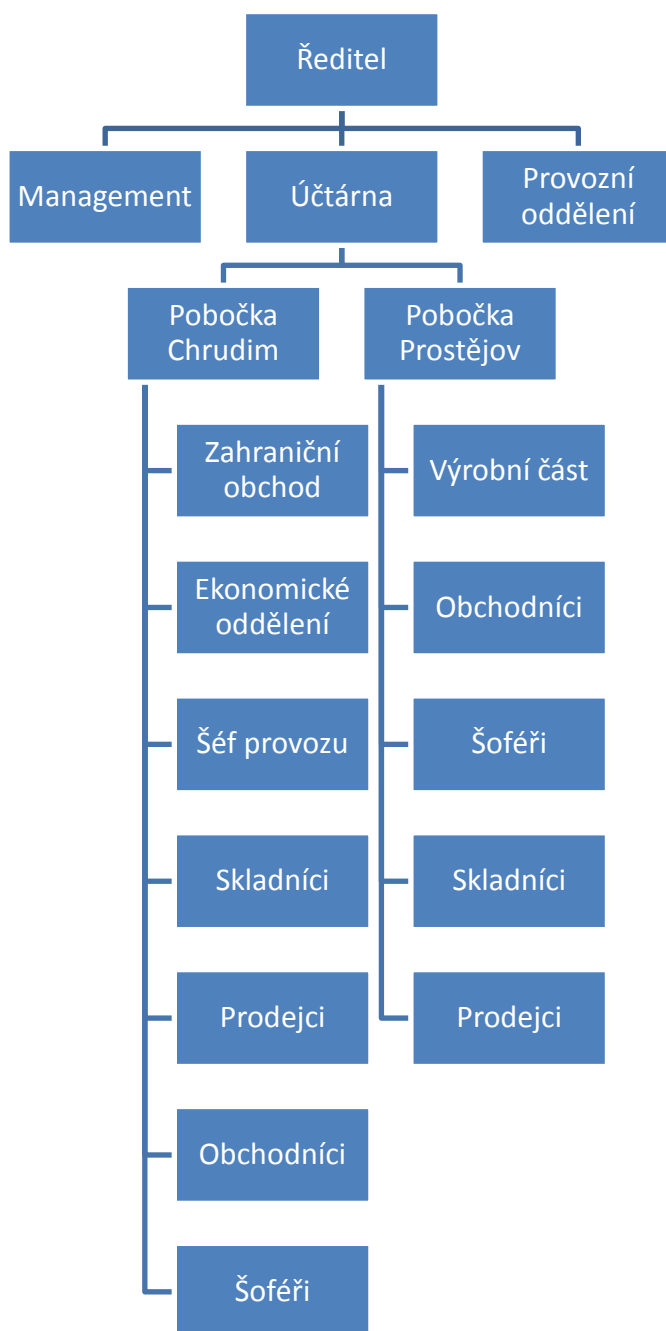 Ředitel
Management
Účtárna
Provozní
oddělení
Pobočka
Chrudim
Pobočka
Prostějov
Zahraniční
obchod
Výrobní část
Ekonomické
oddělení
Obchodníci
Šéf provozu
Šoféři
Skladníci
Skladníci
Prodejci
Prodejci
Obchodníci
Šoféři